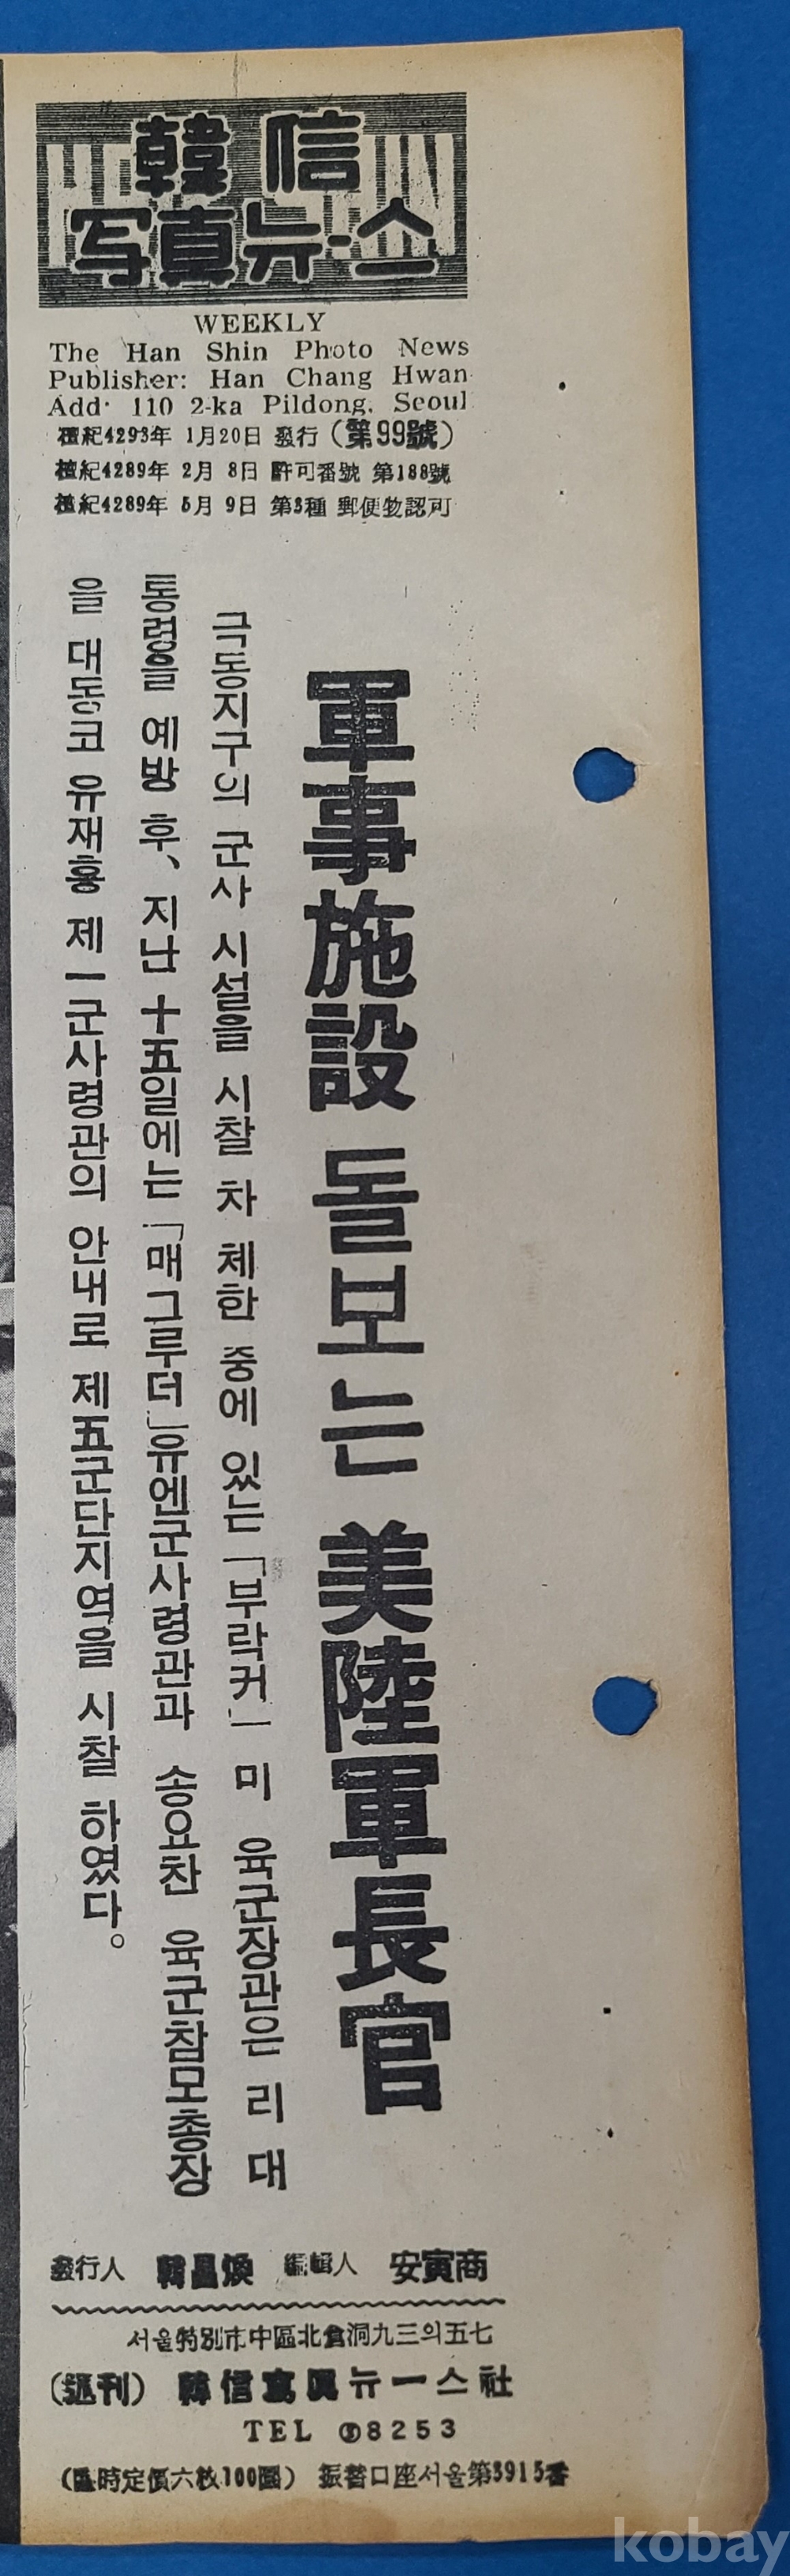 韓信
写真뉴-스
WEEKLY
The Han Shin Photo News
Publisher: Han Chang Hwan
Add· 110 2-ka Pildong, Seoul
檀紀4293年 1月20日 發行 (第99號)
檀紀4289年 2月 8日 許可番號 第188號
檀紀4289年 5月 9日 第3種 郵便物認可
軍事施設 돌보는 美陸軍長官
극동지구의 군사 시설을 시찰 차 체한 중에 있는 「부락커」 미 육군장관은 리 대
통령을 예방 후、지난 十五일에는 「매그루더」유엔군사령관과 송요찬 육군참모총장
을 대동코 유재흥 제一군사령관의 안내로 제五군단지역을 시찰 하였다。
發行人 韓昌煥 編輯人 安寅商
서울特別市中區北倉洞九三의五七
(週刊) 韓信寫眞뉴ー스社
TEL ③8253
(臨時定價六枚100圜) 振替口座서울第3915番
kobay